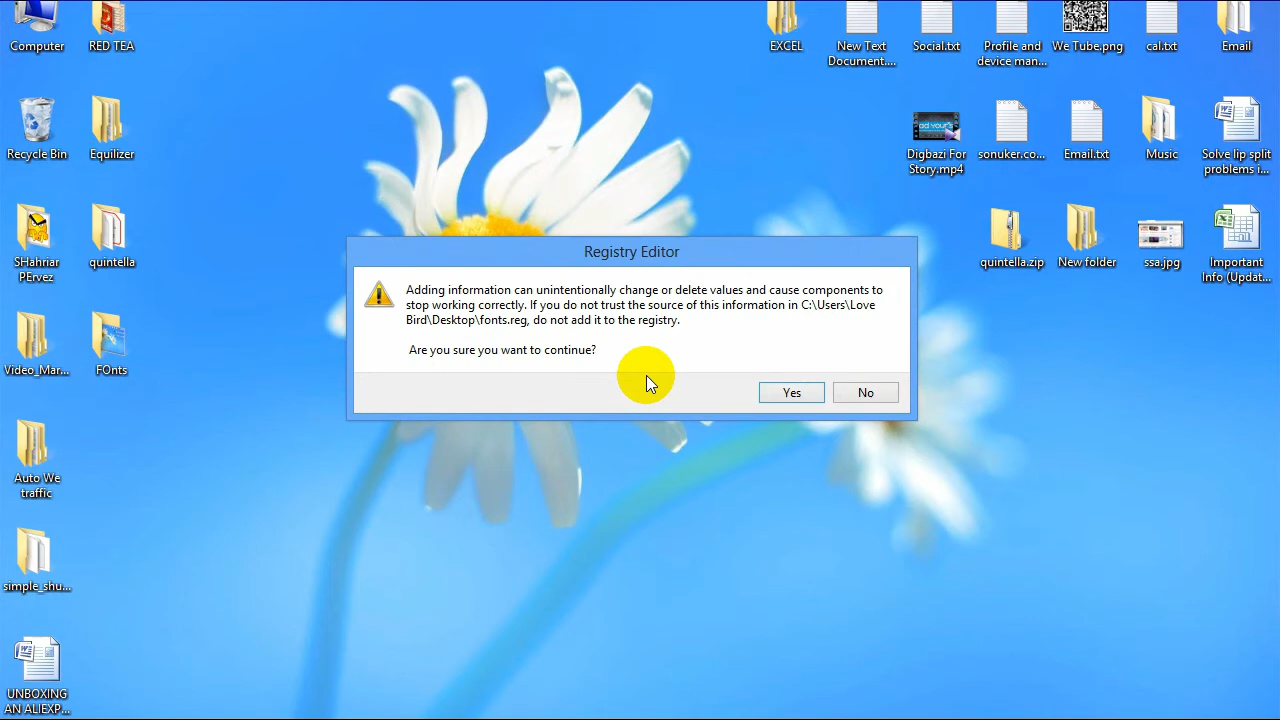 Computer
RED TEA
EXCEL
New Text
Document....
Social.txt
Profile and
device man...
We Tube.png
cal.txt
Email
Recycle Bin
Equilizer
Digbazi For
Story.mp4
sonuker.co...
Email.txt
Music
Solve lip split
problems i...
SHahriar
PErvez
quintella
quintella.zip
New folder
ssa.jpg
Important
Info (Updat...
Registry Editor
Adding information can unintentionally change or delete values and cause components to
stop working correctly. If you do not trust the source of this information in C:\Users\Love
Bird\Desktop\fonts.reg, do not add it to the registry.
Are you sure you want to continue?
Yes
No
Video_Mar...
FOnts
Auto We
traffic
simple_shu...
UNBOXING
AN ALIEXP...